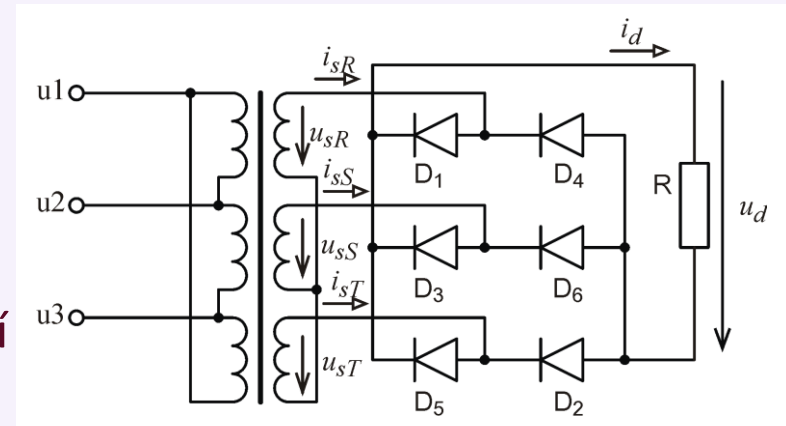 i_d
i_sR
u1
u_sR
D₁ D₄
i_sS
u2
R
u_d
u_sS
i_sT
D₃ D₆
í
u3
u_sT
D₅ D₂